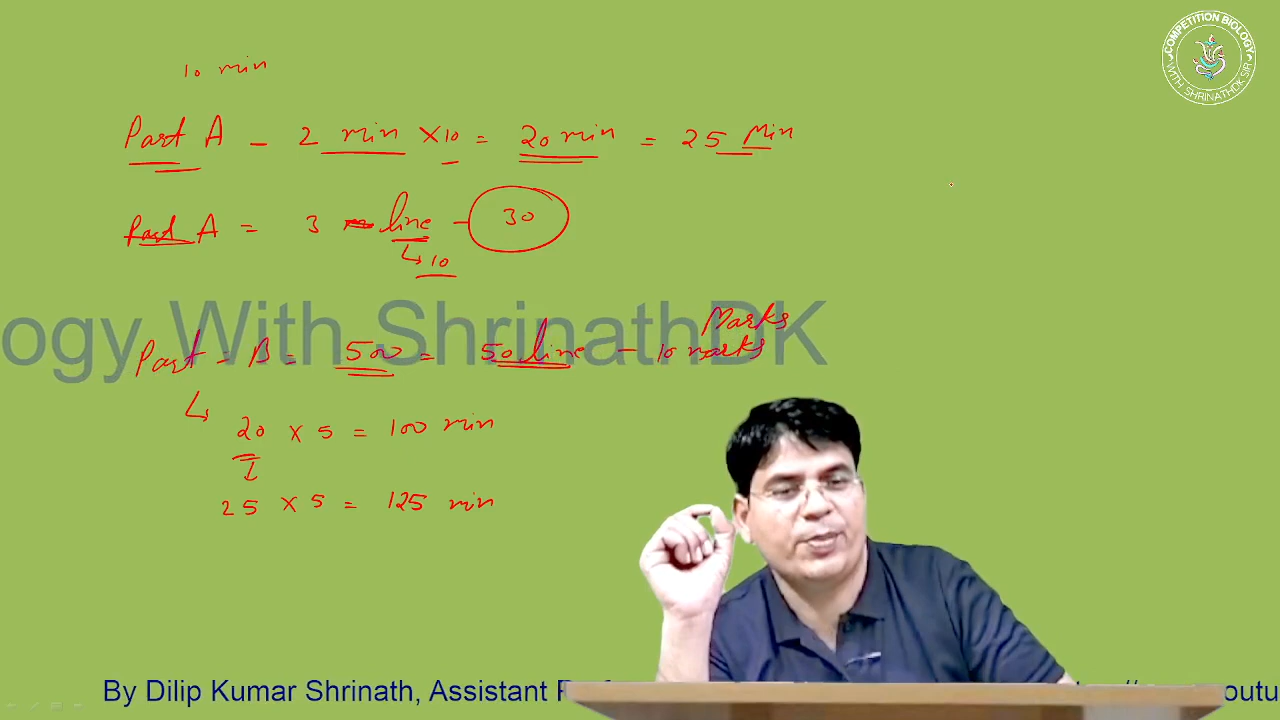 COMPETITION BIOLOGY
WITH SHRINATHDK SIR
10 min
Part A - 2 min × 10 = 20 min = 25 Min
Part A = 3 line - 30
↳ 10
ogy With ShrinathDK
Marks
Part - B = 500 = 50 line - 10 marks
↳ 20 × 5 = 100 min
↓
25 × 5 = 125 min
By Dilip Kumar Shrinath, Assistant